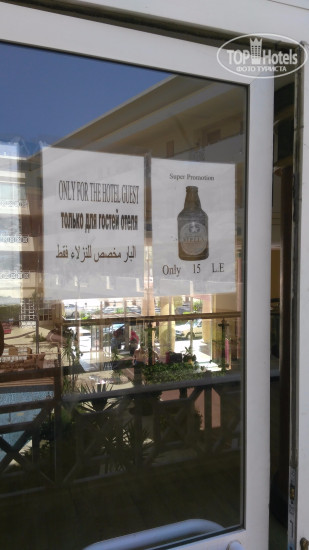 TOP Hotels
ФОТО ТУРИСТА
ONLY FOR THE HOTEL GUEST
только для гостей отеля
البار مخصص للنزلاء فقط
Super Promotion
Only 15 L.E